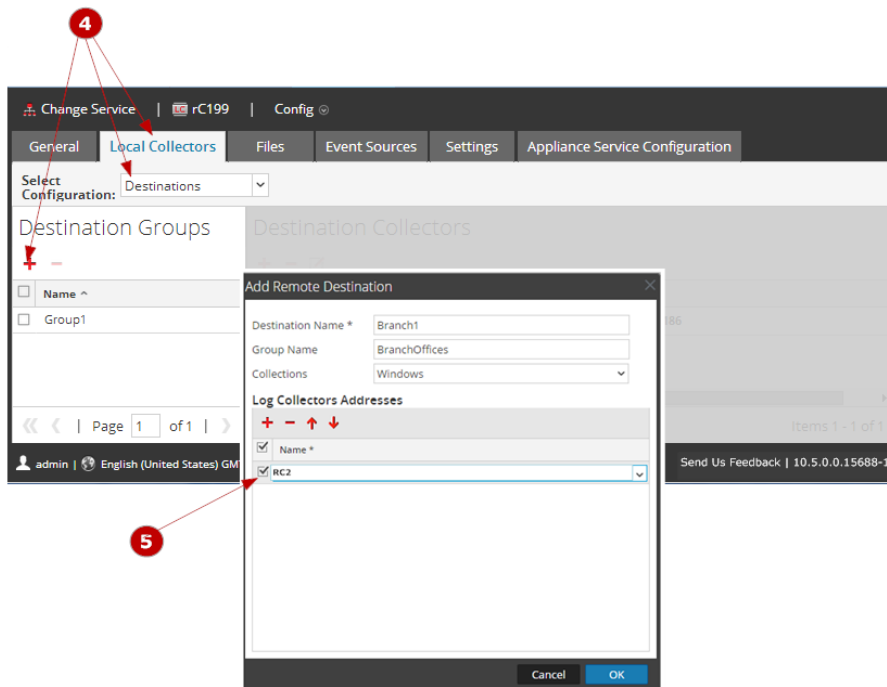 4
Change Service | LC rC199 | Config
General Local Collectors Files Event Sources Settings Appliance Service Configuration
Select
Configuration: Destinations
Destination Groups
Destination Collectors
+ −
Name ^
Group1
186
Page 1 of 1
Items 1 - 1 of 1
admin | English (United States) GM
Send Us Feedback | 10.5.0.0.15688-1
Add Remote Destination
Destination Name * Branch1
Group Name BranchOffices
Collections Windows
Log Collectors Addresses
Name *
RC2
5
Cancel OK